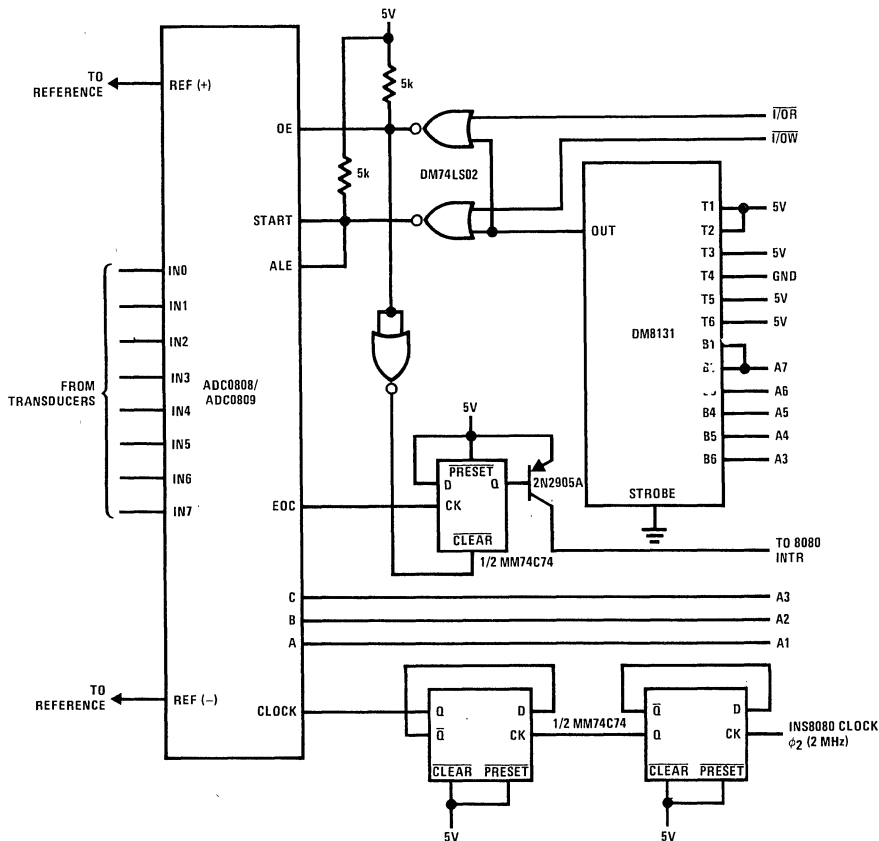 5V
TO
REFERENCE
REF (+)
5k
OE
I/OR
I/OW
5k
DM74LS02
START
ALE
OUT
T1
5V
T2
T3
5V
T4
GND
T5
5V
T6
5V
DM8131
B1
A7
A6
B4
A5
B5
A4
B6
A3
STROBE
IN0
IN1
IN2
IN3
IN4
IN5
IN6
IN7
FROM
TRANSDUCERS
ADC0808/
ADC0809
5V
PRESET
D
Q
CK
CLEAR
2N2905A
EOC
1/2 MM74C74
TO 8080
INTR
C
A3
B
A2
A
A1
TO
REFERENCE
REF (−)
CLOCK
Q
D
Q
CK
CLEAR
PRESET
5V
1/2 MM74C74
Q
D
Q
CK
CLEAR
PRESET
5V
INS8080 CLOCK
ϕ2 (2 MHz)